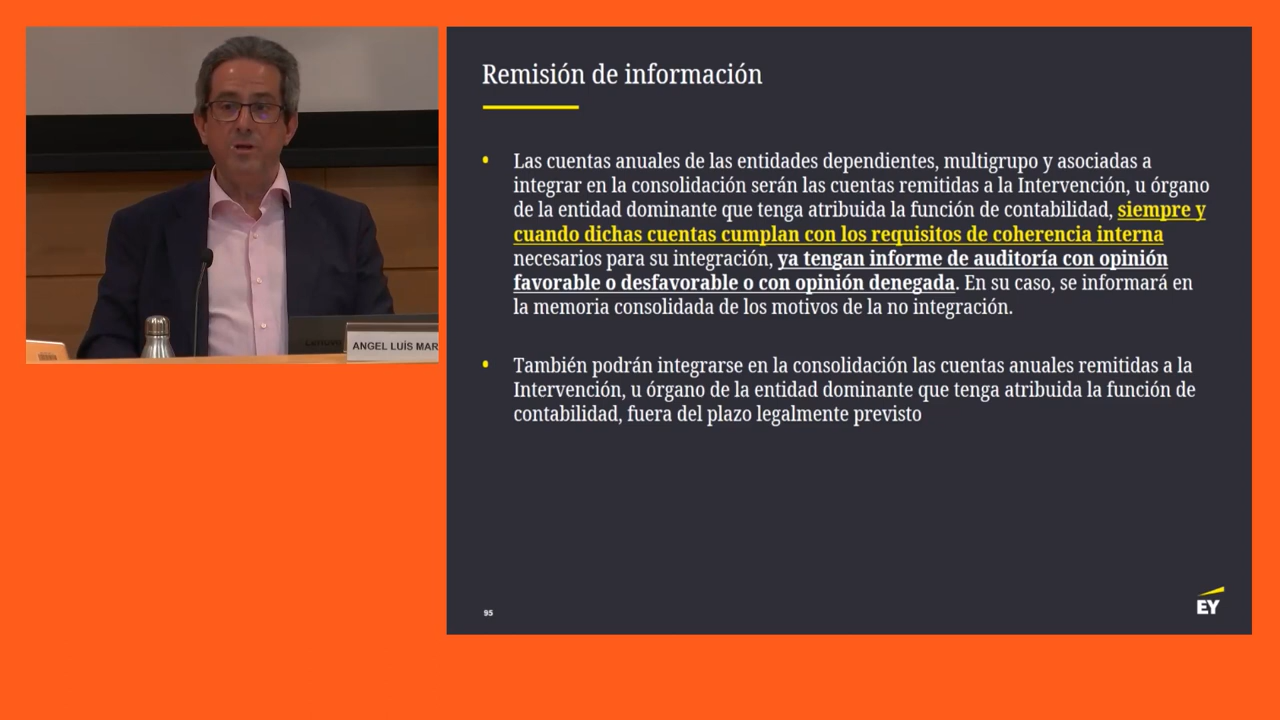 ANGEL LUÍS MAR
Remisión de información
• Las cuentas anuales de las entidades dependientes, multigrupo y asociadas a
integrar en la consolidación serán las cuentas remitidas a la Intervención, u órgano
de la entidad dominante que tenga atribuida la función de contabilidad, siempre y
cuando dichas cuentas cumplan con los requisitos de coherencia interna
necesarios para su integración, ya tengan informe de auditoría con opinión
favorable o desfavorable o con opinión denegada. En su caso, se informará en
la memoria consolidada de los motivos de la no integración.
• También podrán integrarse en la consolidación las cuentas anuales remitidas a la
Intervención, u órgano de la entidad dominante que tenga atribuida la función de
contabilidad, fuera del plazo legalmente previsto
95
EY